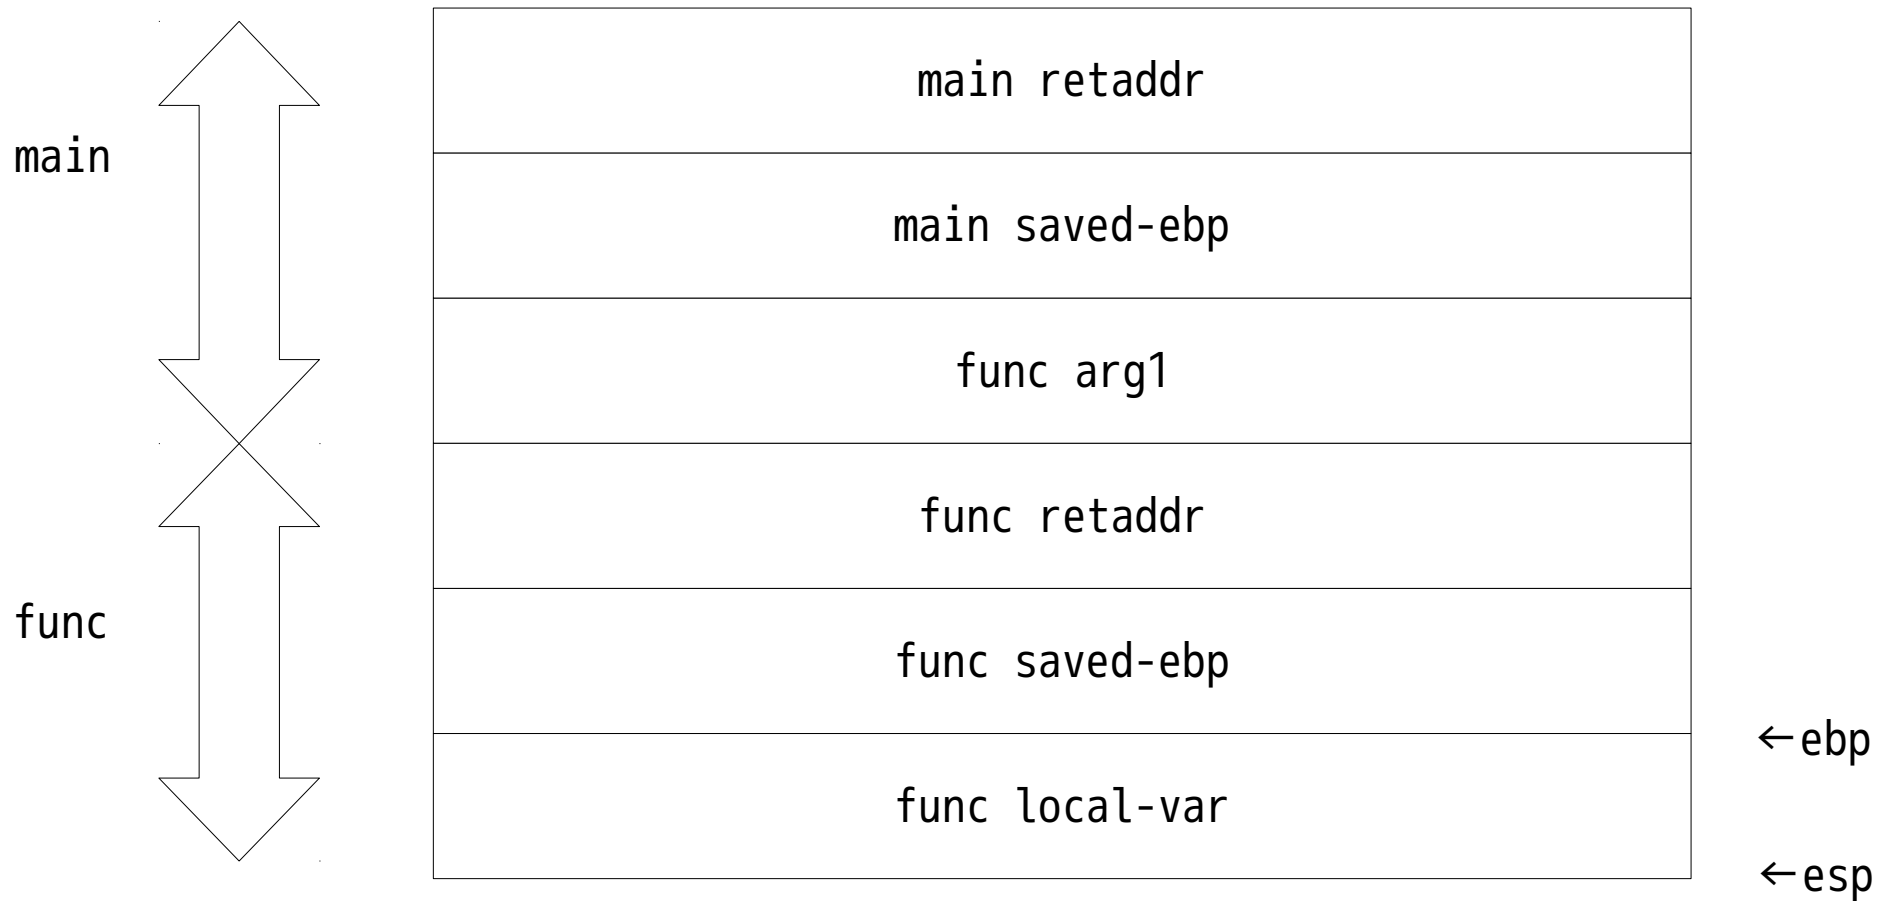 main retaddr
main
main saved-ebp
func arg1
func retaddr
func
func saved-ebp
←ebp
func local-var
←esp